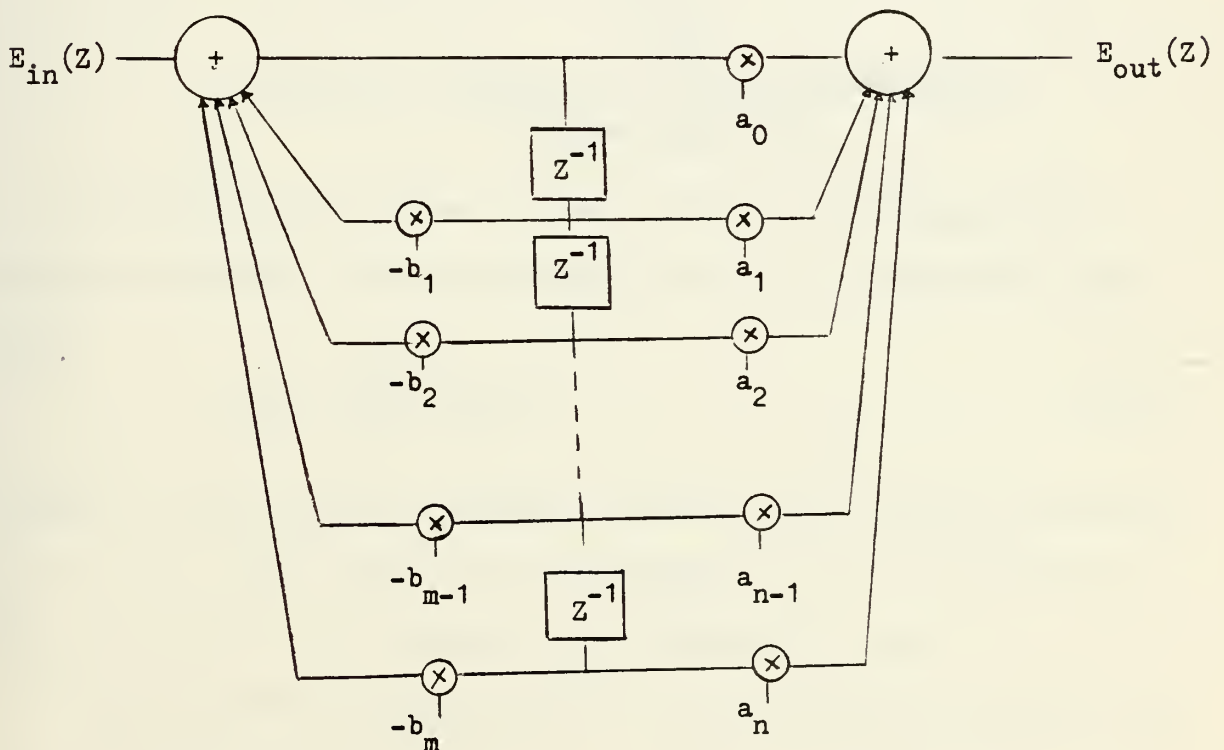 E_in(Z)
+
×
+
E_out(Z)
a_0
Z^-1
×
×
-b_1
Z^-1
a_1
×
×
-b_2
a_2
×
×
-b_m-1
a_n-1
Z^-1
×
×
-b_m
a_n